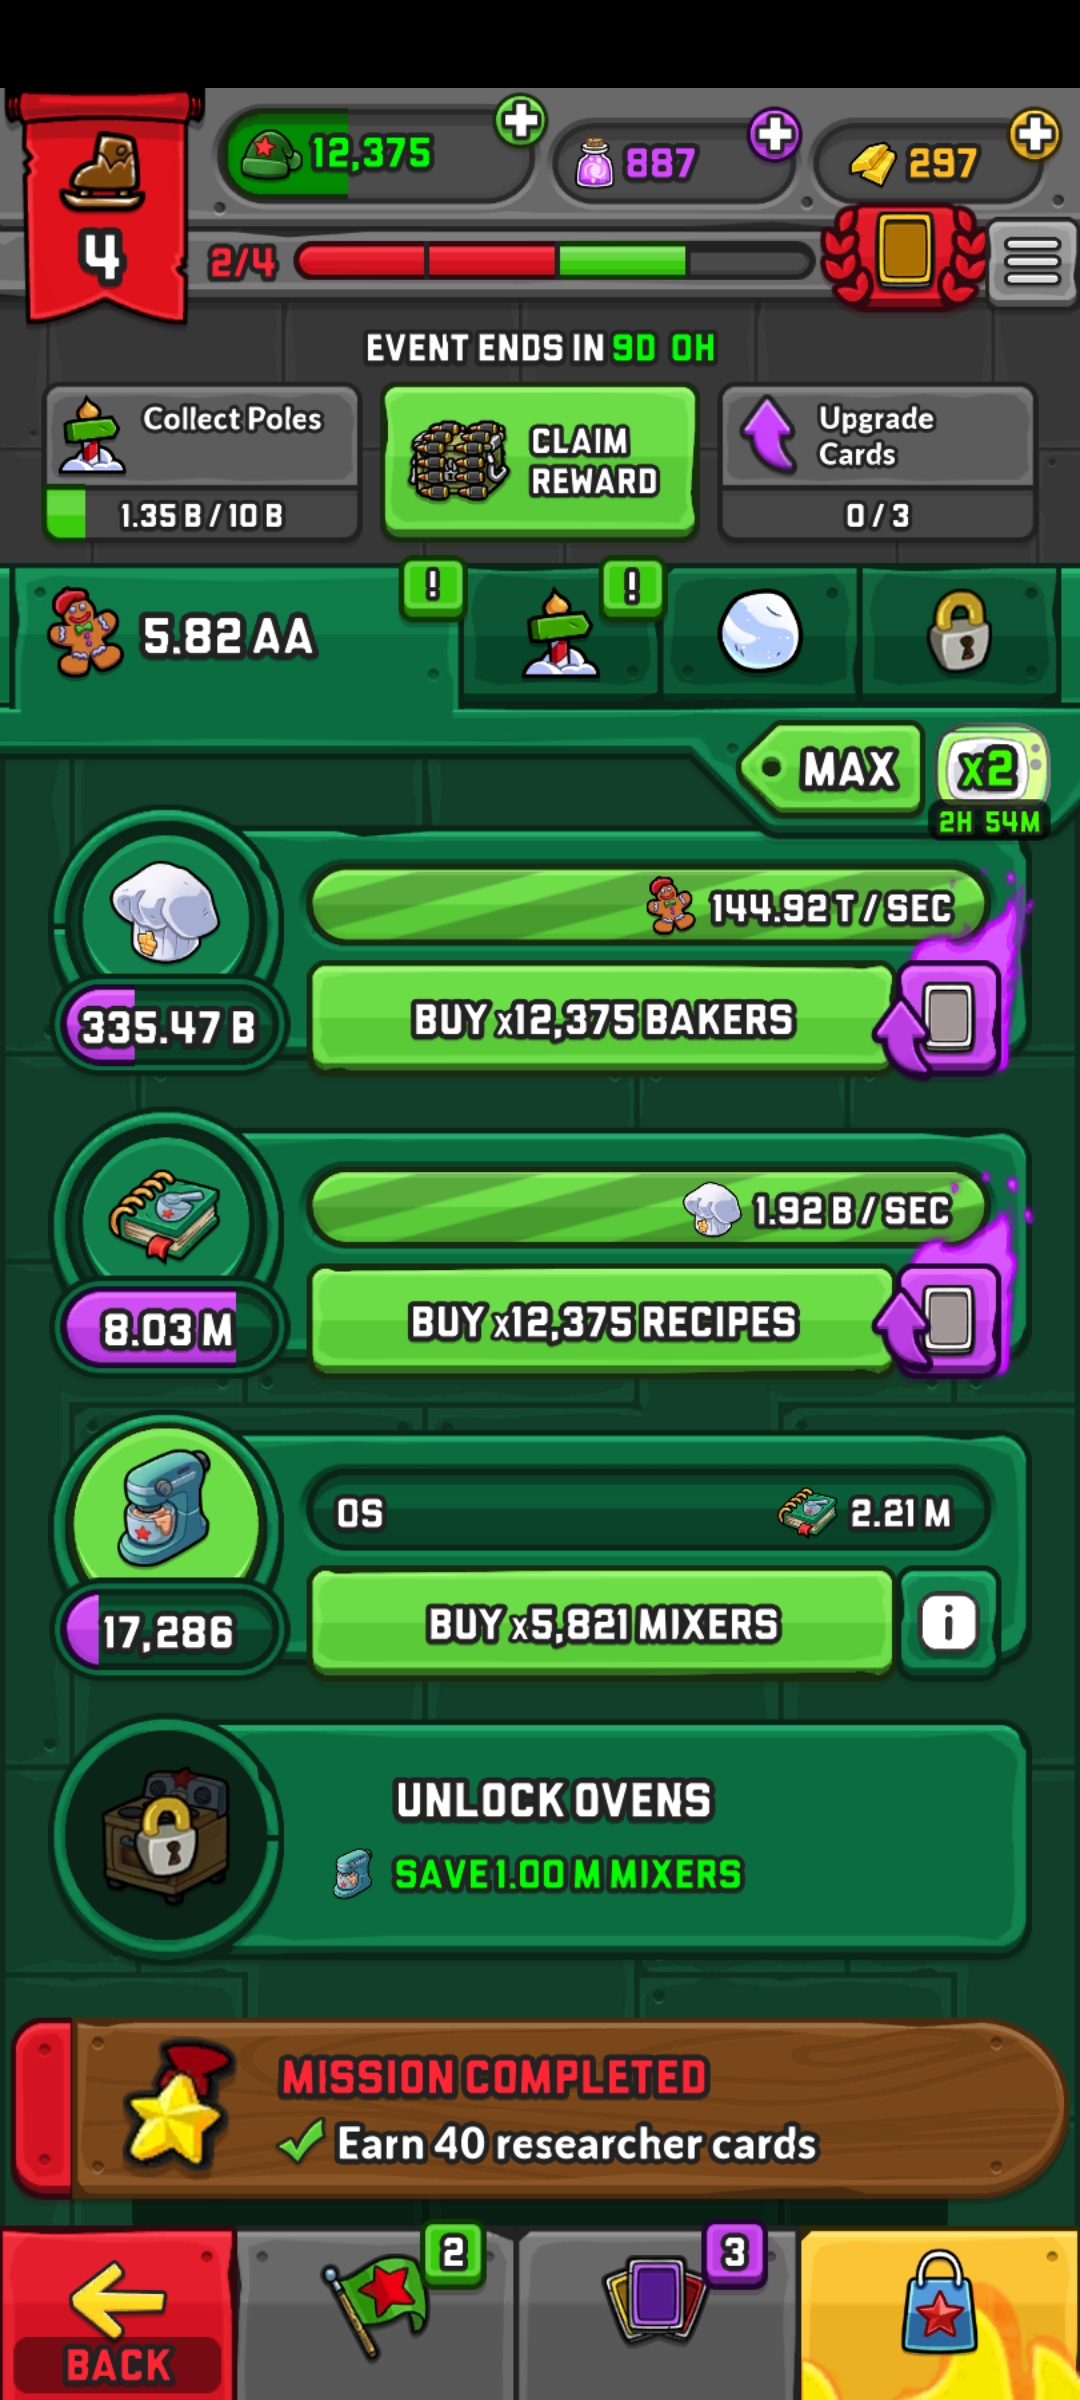 12,375
887
297
4
2/4
EVENT ENDS IN 9D 0H
Collect Poles
1.35 B / 10 B
CLAIM
REWARD
Upgrade
Cards
0 / 3
!
!
5.82 AA
MAX
x2
2H 54M
144.92 T / SEC
335.47 B
BUY x12,375 BAKERS
1.92 B / SEC
8.03 M
BUY x12,375 RECIPES
0S
2.21 M
17,286
BUY x5,821 MIXERS
i
UNLOCK OVENS
SAVE 1.00 M MIXERS
MISSION COMPLETED
Earn 40 researcher cards
2
3
BACK